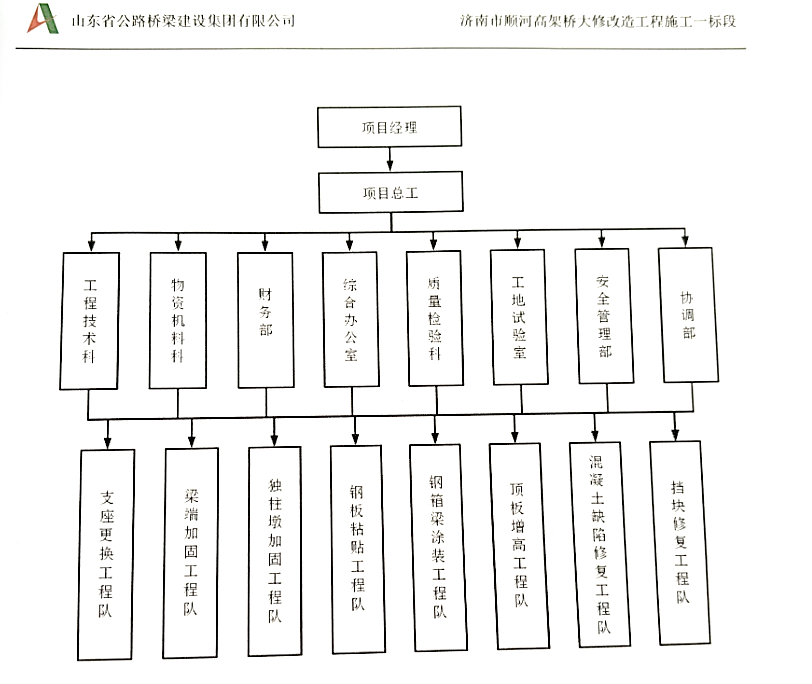 山东省公路桥梁建设集团有限公司
济南市顺河高架桥大修改造工程施工一标段
项目经理
项目总工
工程技术科
物资机料科
财务部
综合办公室
质量检验科
工地试验室
安全管理部
协调部
支座更换工程队
梁端加固工程队
独柱墩加固工程队
钢板粘贴工程队
钢箱梁涂装工程队
顶板增高工程队
混凝土缺陷修复工程队
挡块修复工程队